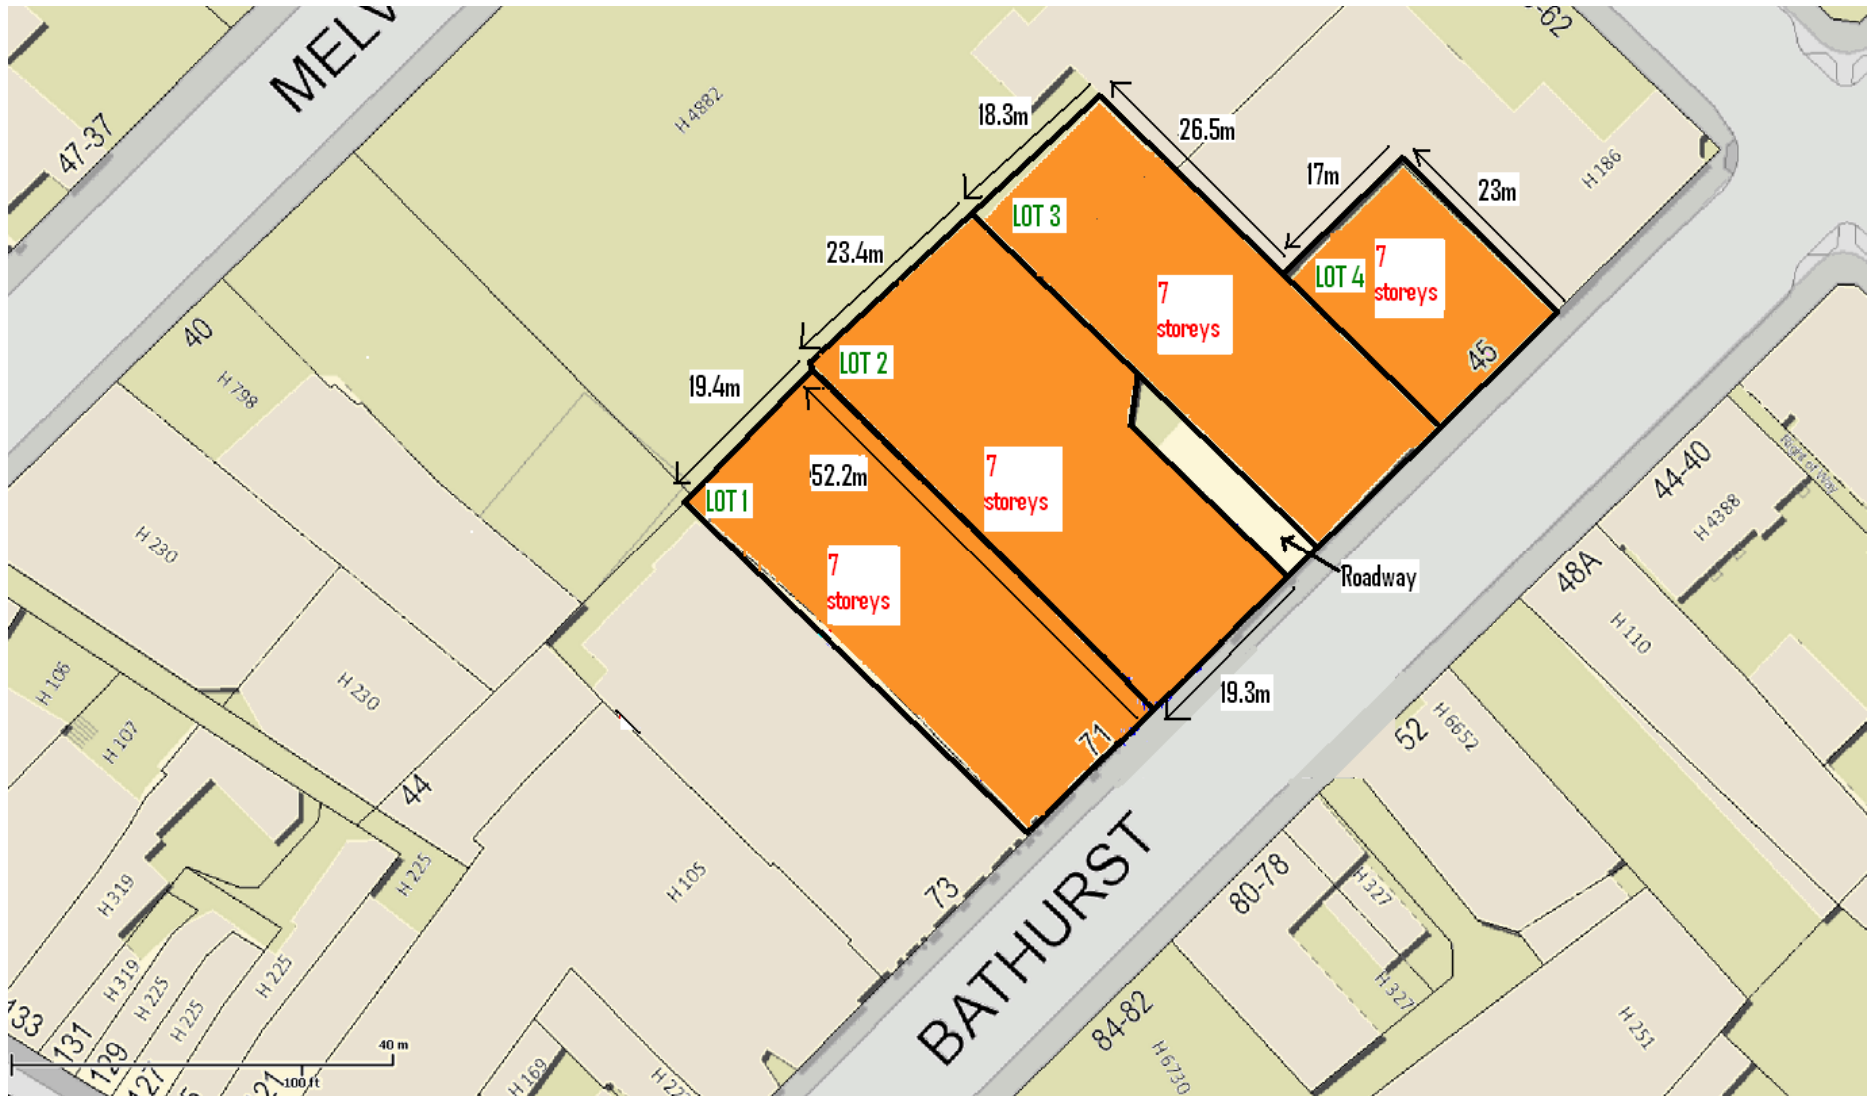 MELV
-62
47-37
H 4882
18.3m
26.5m
17m
23m
H 186
LOT 3
23.4m
LOT 4
7
storeys
7
storeys
40
H 798
19.4m
LOT 2
45
52.2m
7
storeys
LOT 1
44-40
Right of Way
H 4388
H 230
7
storeys
Roadway
48A
H 110
H 106
H 230
H 107
19.3m
52
H 6652
71
44
H 319
H 225
H 105
73
BATHURST
80-78
H 327
H 319
H 225
H 225
H 225
H 327
133
131
129
127
121
40 m
100 ft
H 169
84-82
H 6730
H 251